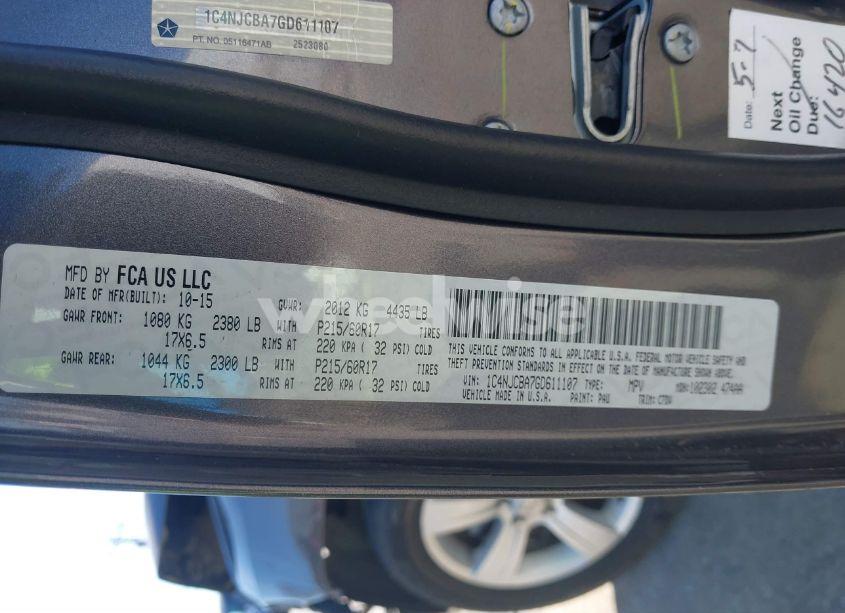 1C4NJCBA7GD611107
PT. NO. 05116471AB 2523080
Date: 5-7
Next
Oil Change
Due: 16420
MFD BY FCA US LLC
DATE OF MFR(BUILT): 10-15 GVWR: 2012 KG 4435 LB
GAWR FRONT: 1080 KG 2380 LB WITH P215/60R17 TIRES
17X6.5 RIMS AT 220 KPA ( 32 PSI) COLD
GAWR REAR: 1044 KG 2300 LB WITH P215/60R17 TIRES
17X6.5 RIMS AT 220 KPA ( 32 PSI) COLD
THIS VEHICLE CONFORMS TO ALL APPLICABLE U.S.A. FEDERAL MOTOR VEHICLE SAFETY AND
THEFT PREVENTION STANDARDS IN EFFECT ON THE DATE OF MANUFACTURE SHOWN ABOVE.
VIN: 1C4NJCBA7GD611107 TYPE: MPV MDH: 102302 474AA
VEHICLE MADE IN U.S.A. PAINT: PAU TRIM: C7DV